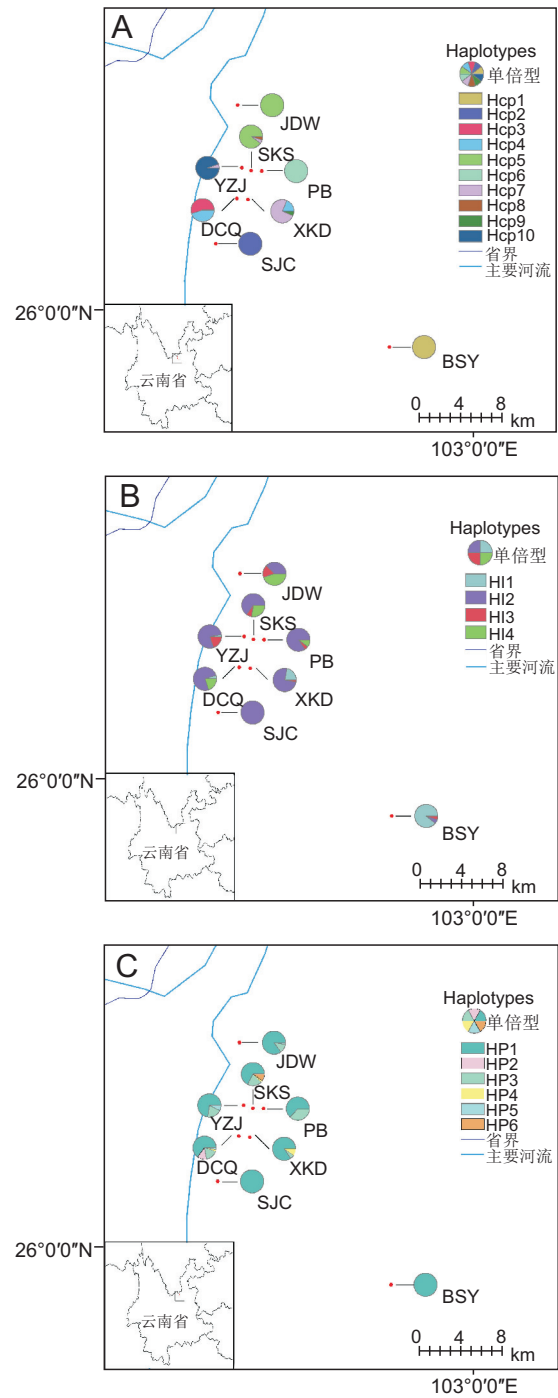 A
Haplotypes
单倍型
Hcp1
Hcp2
Hcp3
Hcp4
Hcp5
Hcp6
Hcp7
Hcp8
Hcp9
Hcp10
省界
主要河流
JDW
SKS
YZJ
PB
DCQ
XKD
SJC
26°0′0″N
云南省
BSY
0 4 8
km
103°0′0″E
B
Haplotypes
单倍型
HI1
HI2
HI3
HI4
省界
主要河流
JDW
SKS
YZJ
PB
DCQ
XKD
SJC
26°0′0″N
云南省
BSY
0 4 8
km
103°0′0″E
C
Haplotypes
单倍型
HP1
HP2
HP3
HP4
HP5
HP6
省界
主要河流
JDW
SKS
YZJ
PB
DCQ
XKD
SJC
26°0′0″N
云南省
BSY
0 4 8
km
103°0′0″E